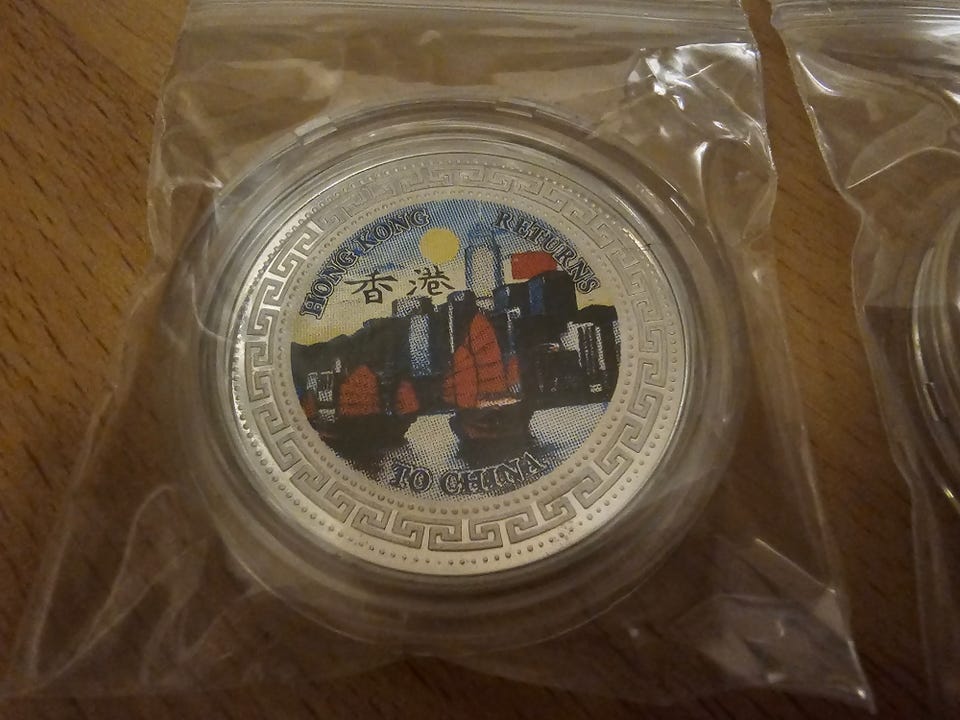 HONG KONG RETURNS
香港
TO CHINA